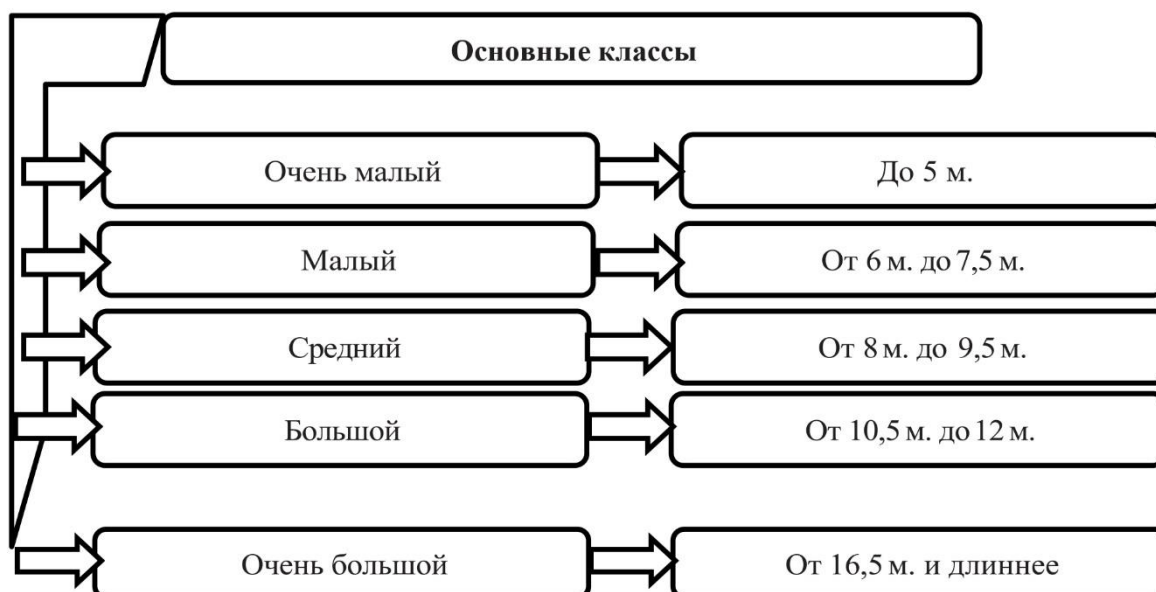 Основные классы
Очень малый
До 5 м.
Малый
От 6 м. до 7,5 м.
Средний
От 8 м. до 9,5 м.
Большой
От 10,5 м. до 12 м.
Очень большой
От 16,5 м. и длиннее